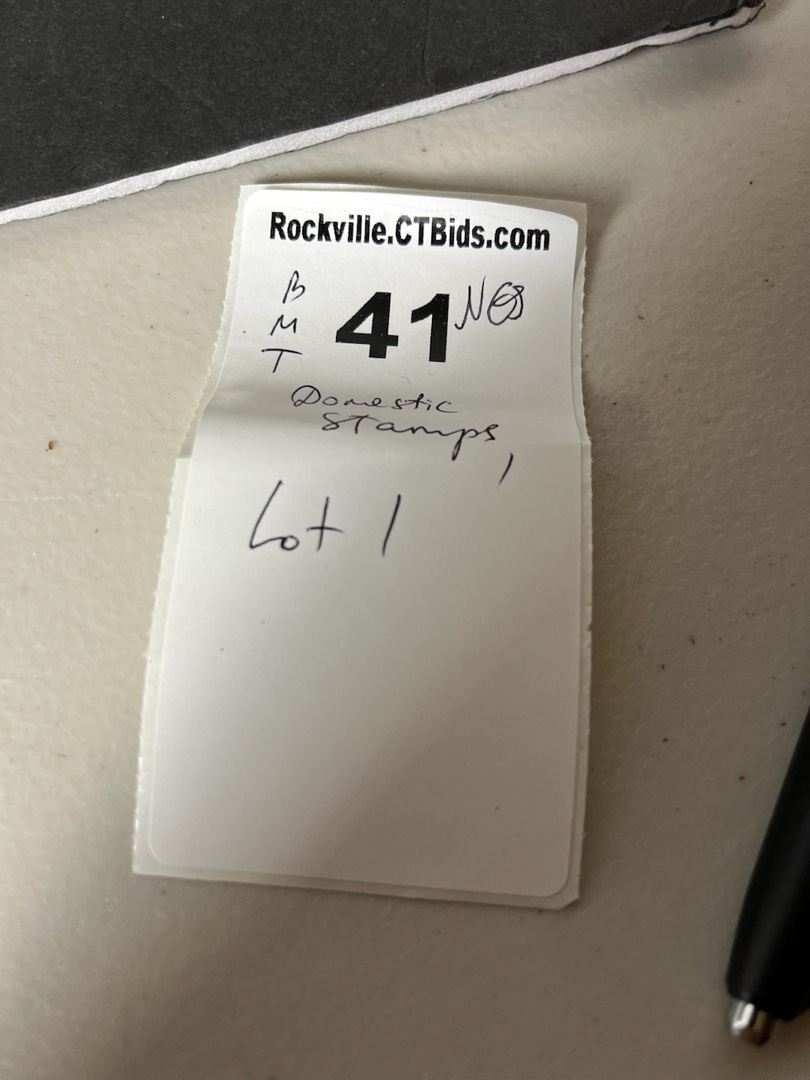 Rockville.CTBids.com
B
M
T
41
Domestic
Stamps,
Lot 1